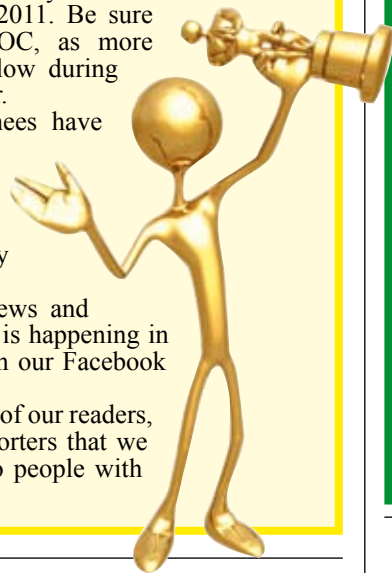 2011. Be sure
OC, as more
low during
r.
nees have
y
ews and
is happening in
n our Facebook
of our readers,
orters that we
o people with